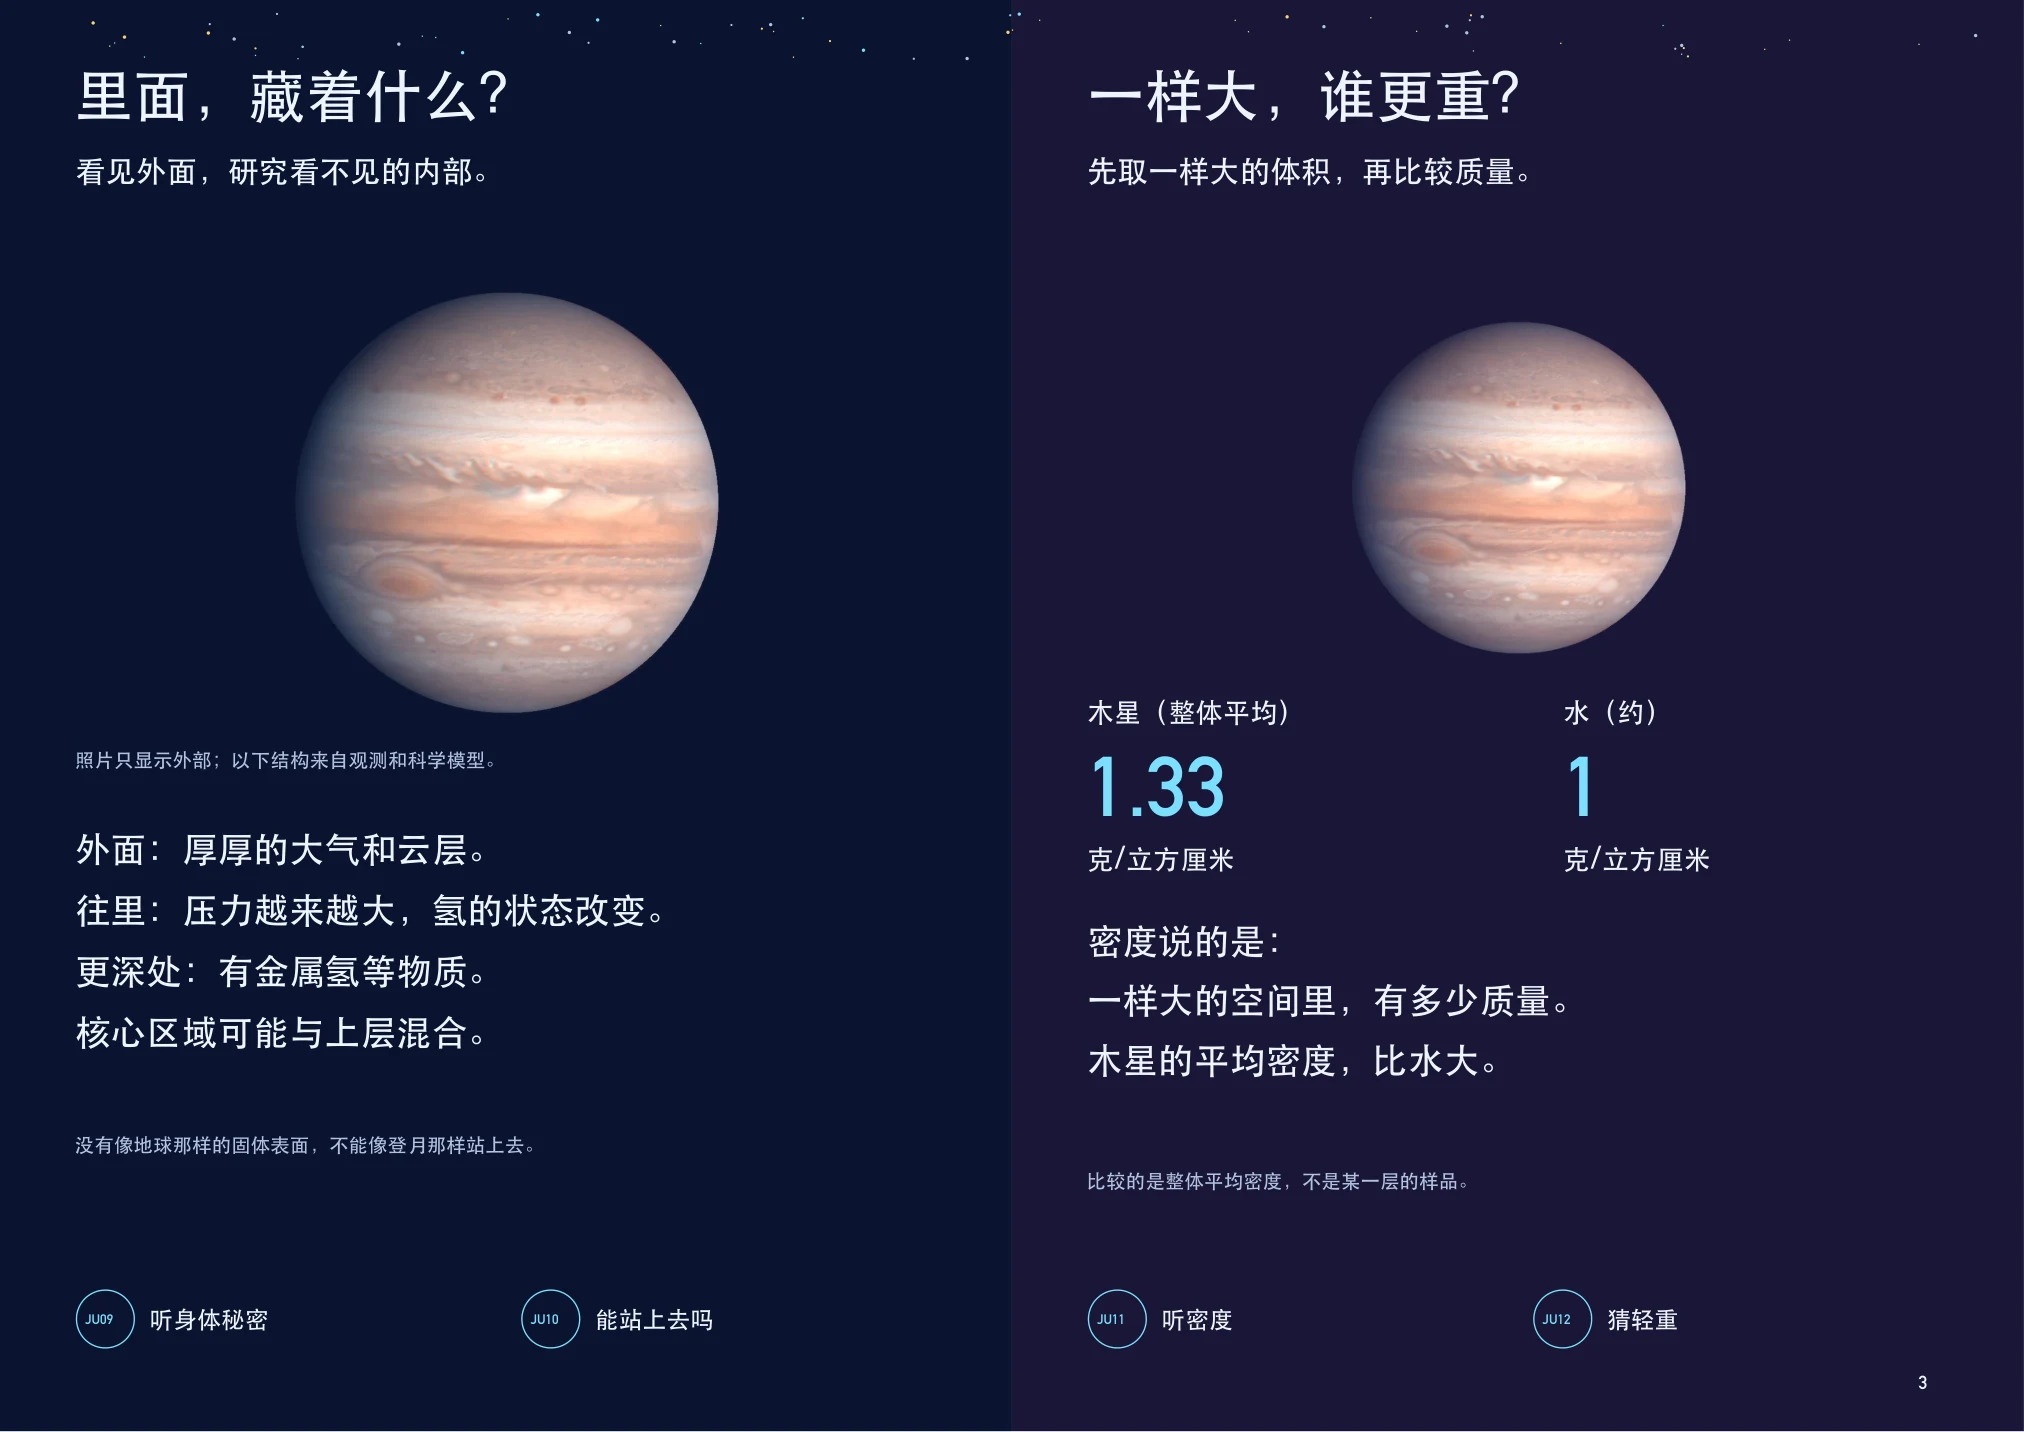 里面，藏着什么？
看见外面，研究看不见的内部。
照片只显示外部；以下结构来自观测和科学模型。
外面：厚厚的大气和云层。
往里：压力越来越大，氢的状态改变。
更深处：有金属氢等物质。
核心区域可能与上层混合。
没有像地球那样的固体表面，不能像登月那样站上去。
JU09 听身体秘密
JU10 能站上去吗
一样大，谁更重？
先取一样大的体积，再比较质量。
木星（整体平均）
1.33
克/立方厘米
水（约）
1
克/立方厘米
密度说的是：
一样大的空间里，有多少质量。
木星的平均密度，比水大。
比较的是整体平均密度，不是某一层的样品。
JU11 听密度
JU12 猜轻重
3